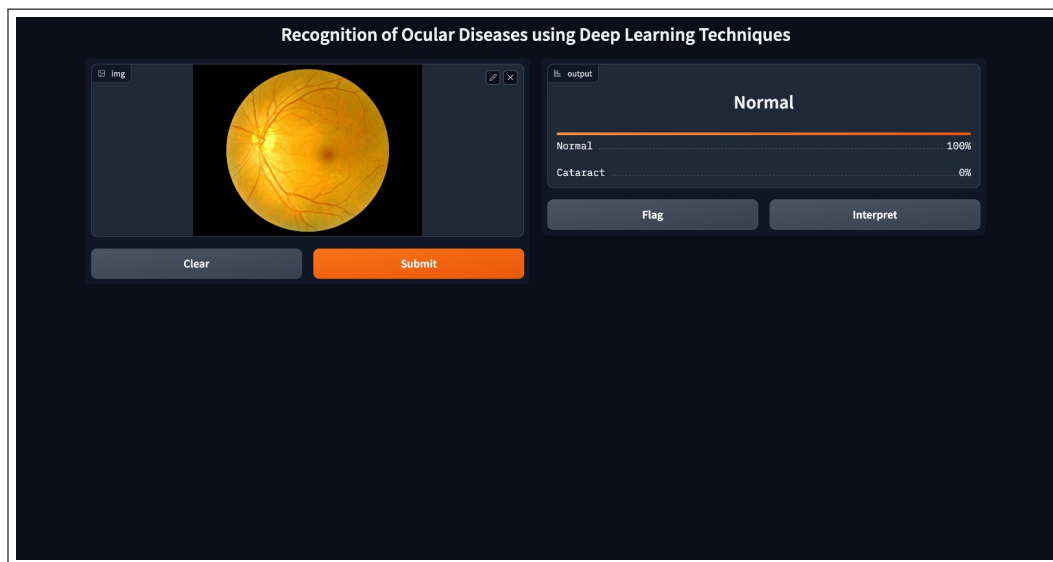 Recognition of Ocular Diseases using Deep Learning Techniques
img
output
Normal
Normal 100%
Cataract 0%
Flag Interpret
Clear Submit